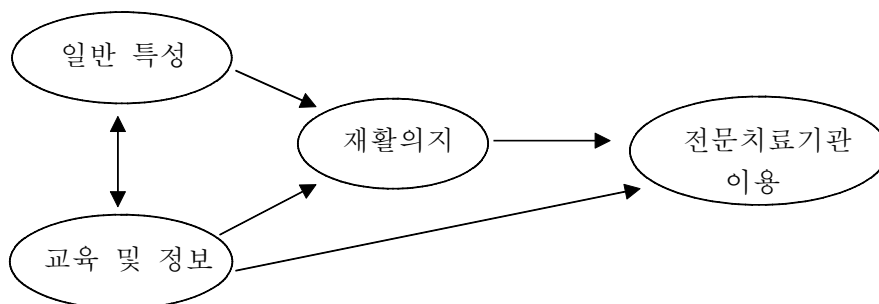 일반 특성
재활의지
전문치료기관
이용
교육 및 정보